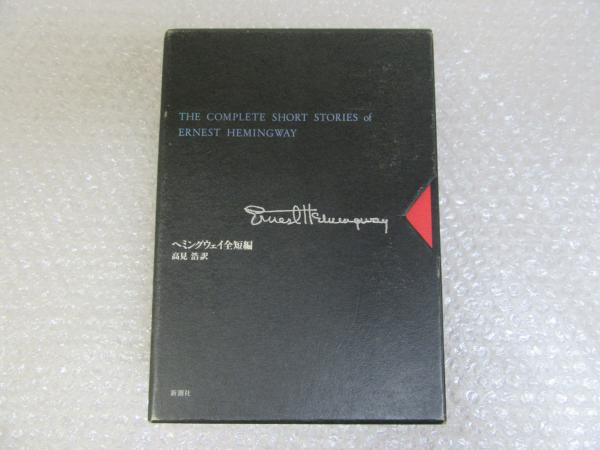 THE COMPLETE SHORT STORIES of
ERNEST HEMINGWAY
Ernest Hemingway
ヘミングウェイ全短編
高見 浩 訳
新潮社